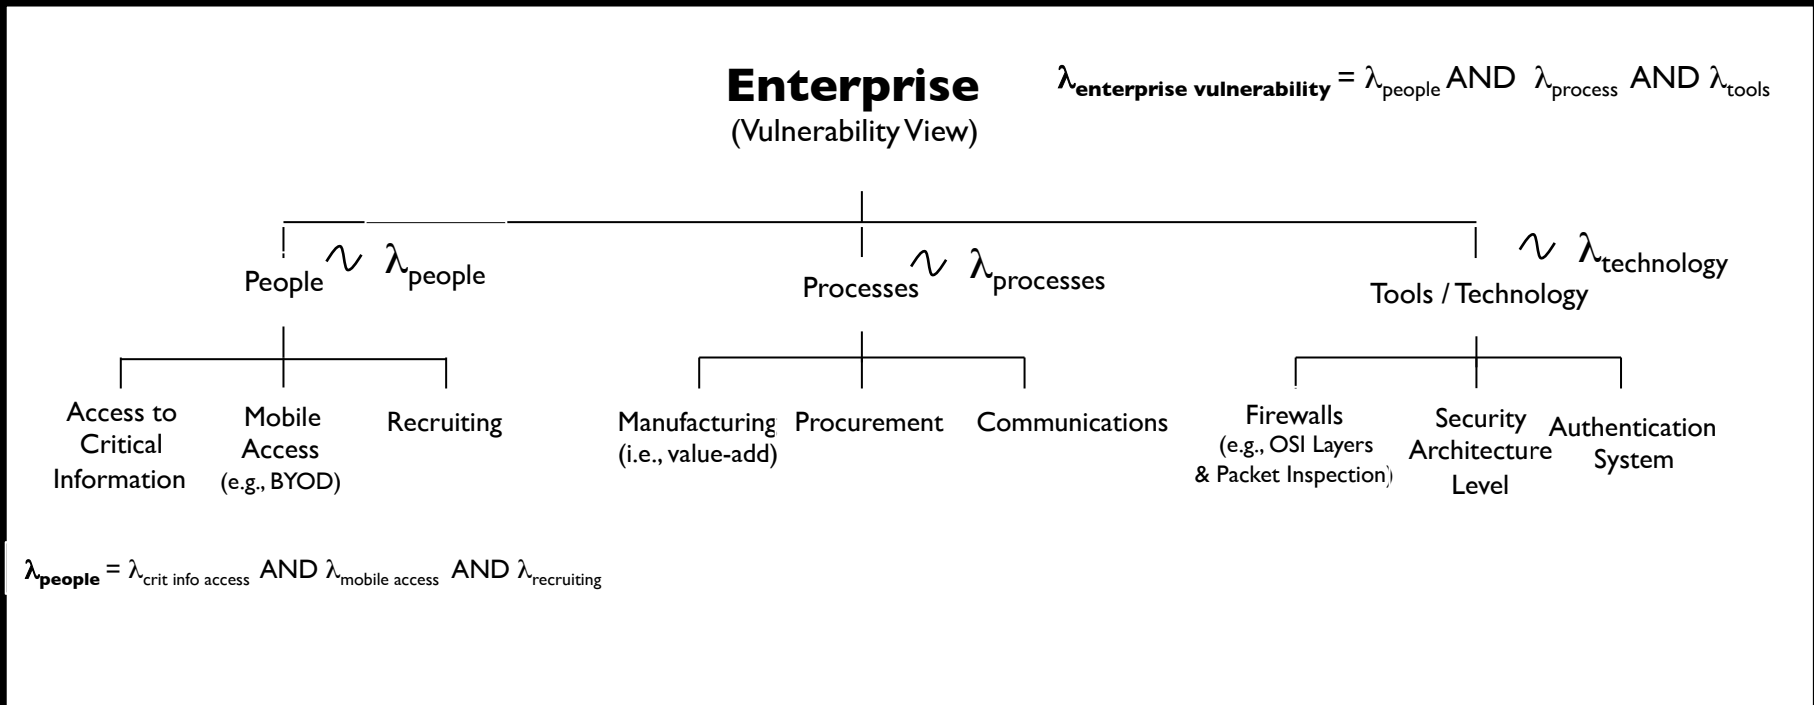 Enterprise
(Vulnerability View)
λenterprise vulnerability = λpeople AND λprocess AND λtools
People ∿ λpeople
Processes ∿ λprocesses
Tools / Technology ∿ λtechnology
Access to
Critical
Information
Mobile
Access
(e.g., BYOD)
Recruiting
Manufacturing
(i.e., value-add)
Procurement
Communications
Firewalls
(e.g., OSI Layers
& Packet Inspection)
Security
Architecture
Level
Authentication
System
λpeople = λcrit info access AND λmobile access AND λrecruiting